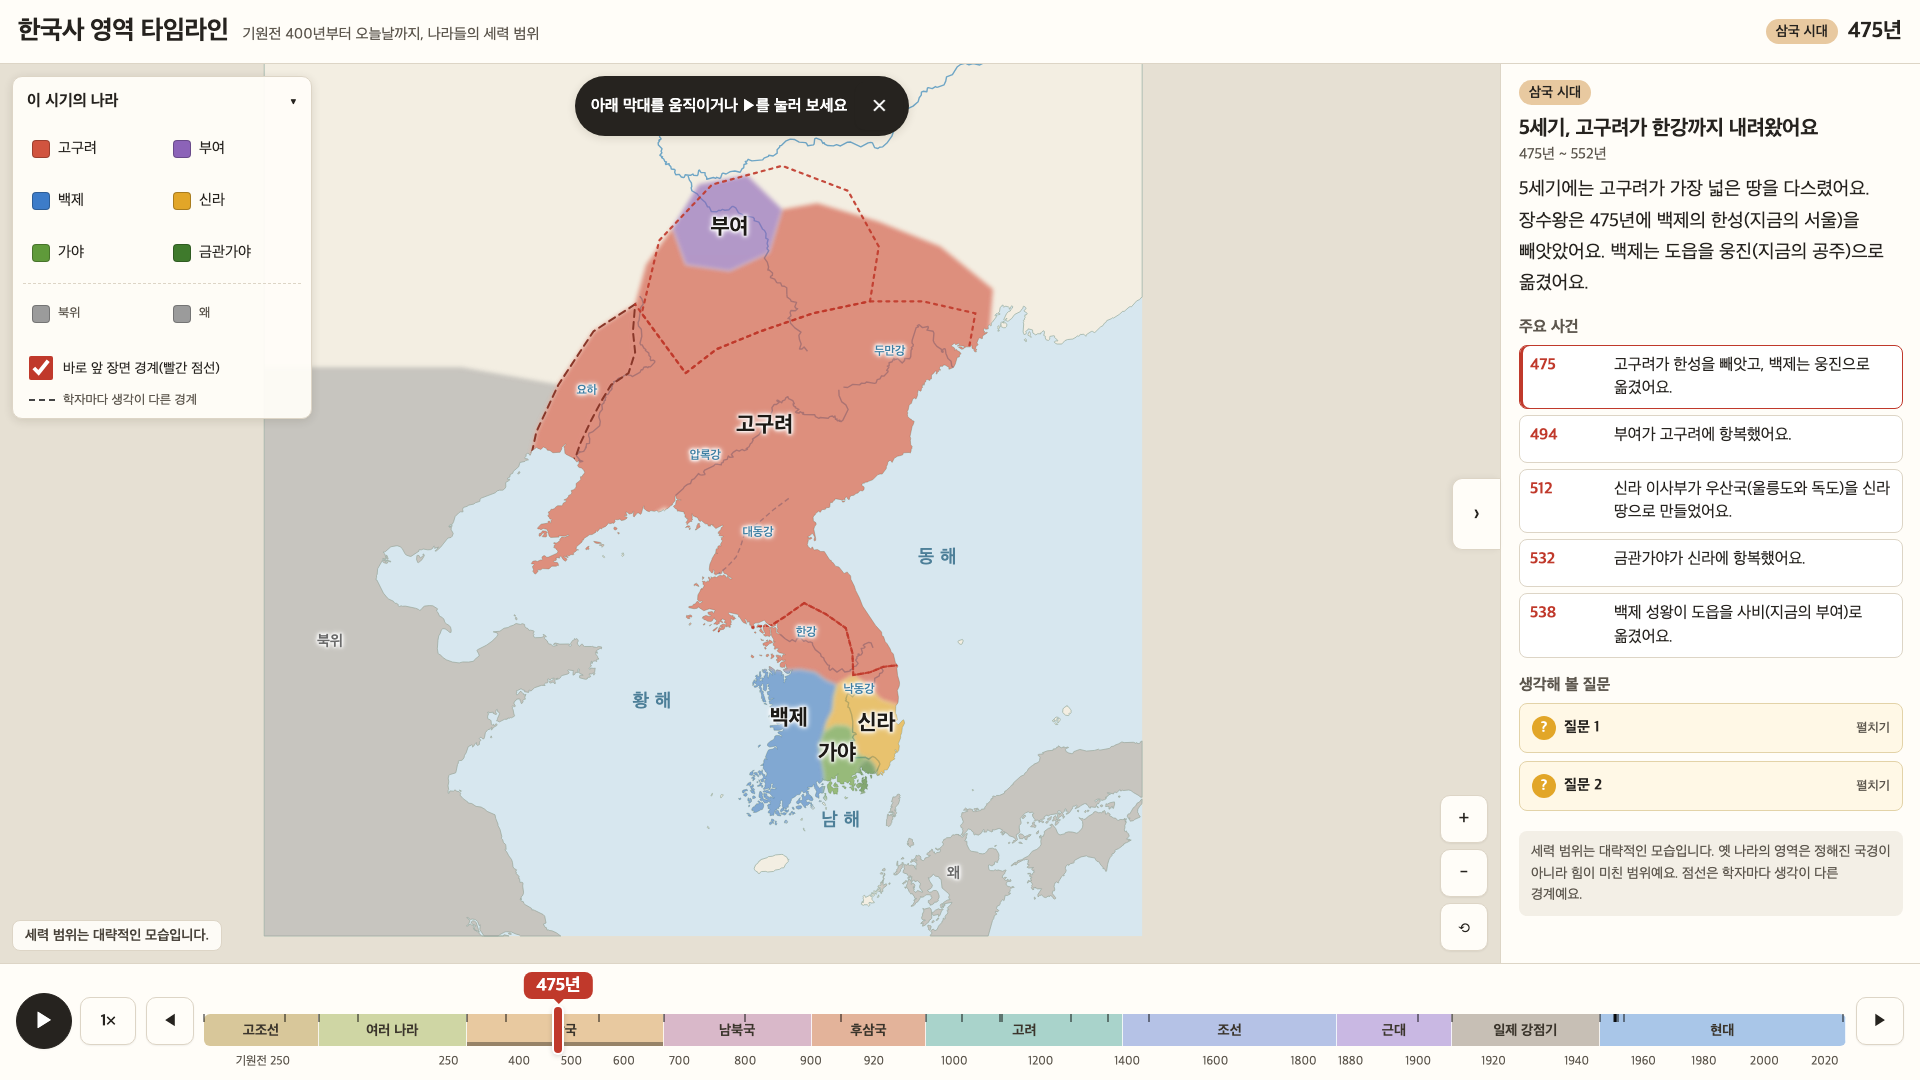 한국사 영역 타임라인
기원전 400년부터 오늘날까지, 나라들의 세력 범위
삼국 시대
475년
이 시기의 나라
고구려
부여
백제
신라
가야
금관가야
북위
왜
바로 앞 장면 경계(빨간 점선)
학자마다 생각이 다른 경계
아래 막대를 움직이거나 ▶를 눌러 보세요
부여
두만강
요하
고구려
압록강
대동강
동 해
한강
북위
낙동강
황 해
백제
신라
가야
남 해
왜
세력 범위는 대략적인 모습입니다.
삼국 시대
5세기, 고구려가 한강까지 내려왔어요
475년 ~ 552년
5세기에는 고구려가 가장 넓은 땅을 다스렸어요.
장수왕은 475년에 백제의 한성(지금의 서울)을
빼앗았어요. 백제는 도읍을 웅진(지금의 공주)으로
옮겼어요.
주요 사건
475 고구려가 한성을 빼앗고, 백제는 웅진으로
옮겼어요.
494 부여가 고구려에 항복했어요.
512 신라 이사부가 우산국(울릉도와 독도)을 신라
땅으로 만들었어요.
532 금관가야가 신라에 항복했어요.
538 백제 성왕이 도읍을 사비(지금의 부여)로
옮겼어요.
생각해 볼 질문
? 질문 1 펼치기
? 질문 2 펼치기
세력 범위는 대략적인 모습입니다. 옛 나라의 영역은 정해진 국경이
아니라 힘이 미친 범위예요. 점선은 학자마다 생각이 다른
경계예요.
475년
1×
고조선 여러 나라 국 남북국 후삼국 고려 조선 근대 일제 강점기 현대
기원전 250 250 400 500 600 700 800 900 920 1000 1200 1400 1600 1800 1880 1900 1920 1940 1960 1980 2000 2020